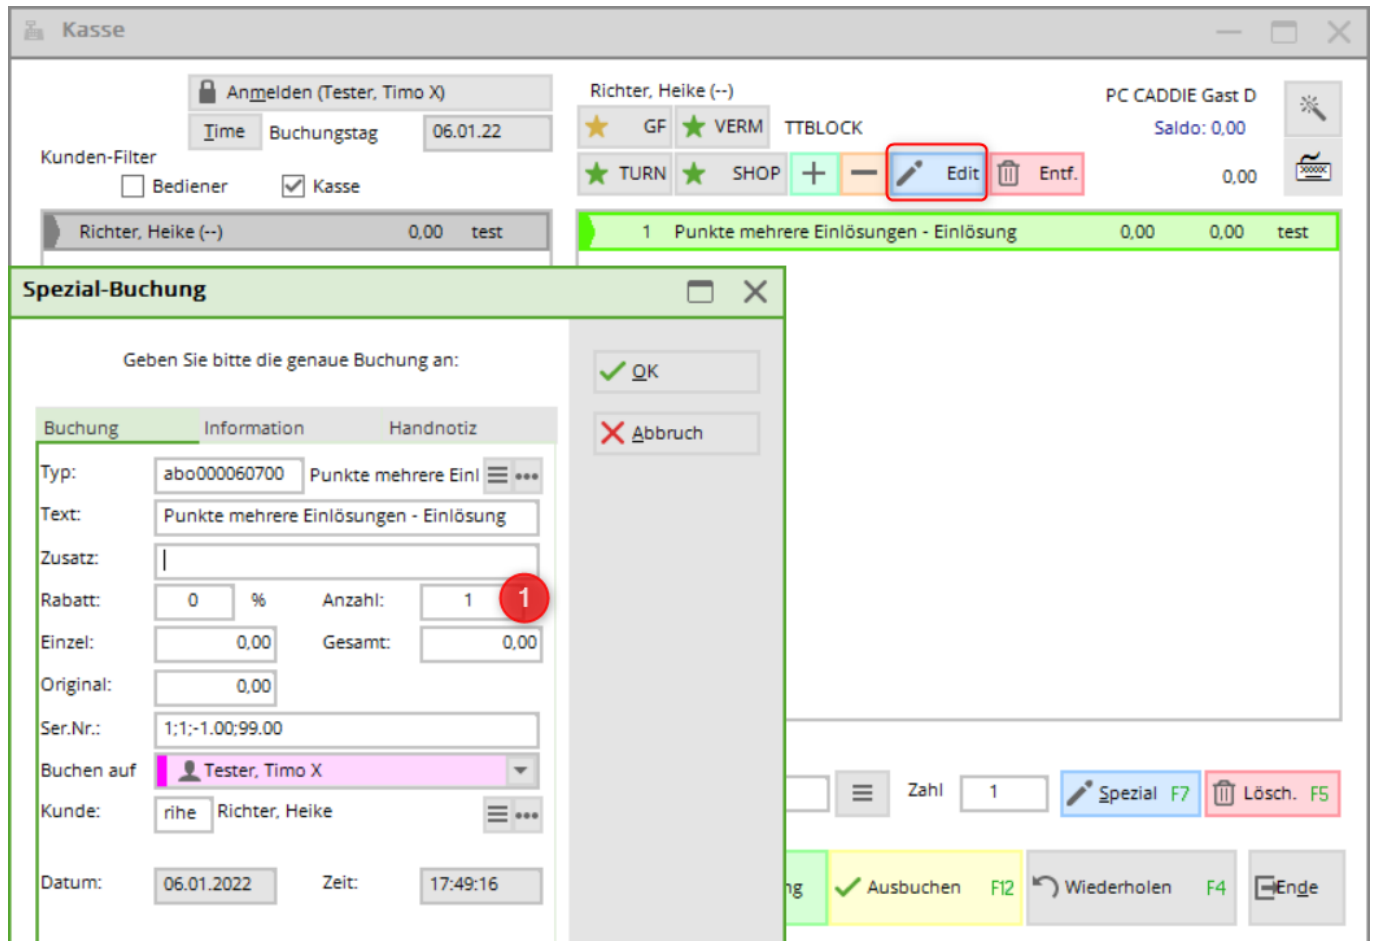 Kasse
Anmelden (Tester, Timo X)
Time Buchungstag 06.01.22
Kunden-Filter
Bediener Kasse
Richter, Heike (--) 0,00 test
Richter, Heike (--) PC CADDIE Gast D
GF VERM TTBLOCK Saldo: 0,00
TURN SHOP Edit Entf. 0,00
1 Punkte mehrere Einlösungen - Einlösung 0,00 0,00 test
Spezial-Buchung
Geben Sie bitte die genaue Buchung an:
OK
Abbruch
Buchung Information Handnotiz
Typ: abo000060700 Punkte mehrere Einl
Text: Punkte mehrere Einlösungen - Einlösung
Zusatz:
Rabatt: 0 % Anzahl: 1 1
Einzel: 0,00 Gesamt: 0,00
Original: 0,00
Ser.Nr.: 1;1;-1.00;99.00
Buchen auf Tester, Timo X
Kunde: rihe Richter, Heike
Datum: 06.01.2022 Zeit: 17:49:16
Zahl 1 Spezial F7 Lösch. F5
ng Ausbuchen F12 Wiederholen F4 Ende